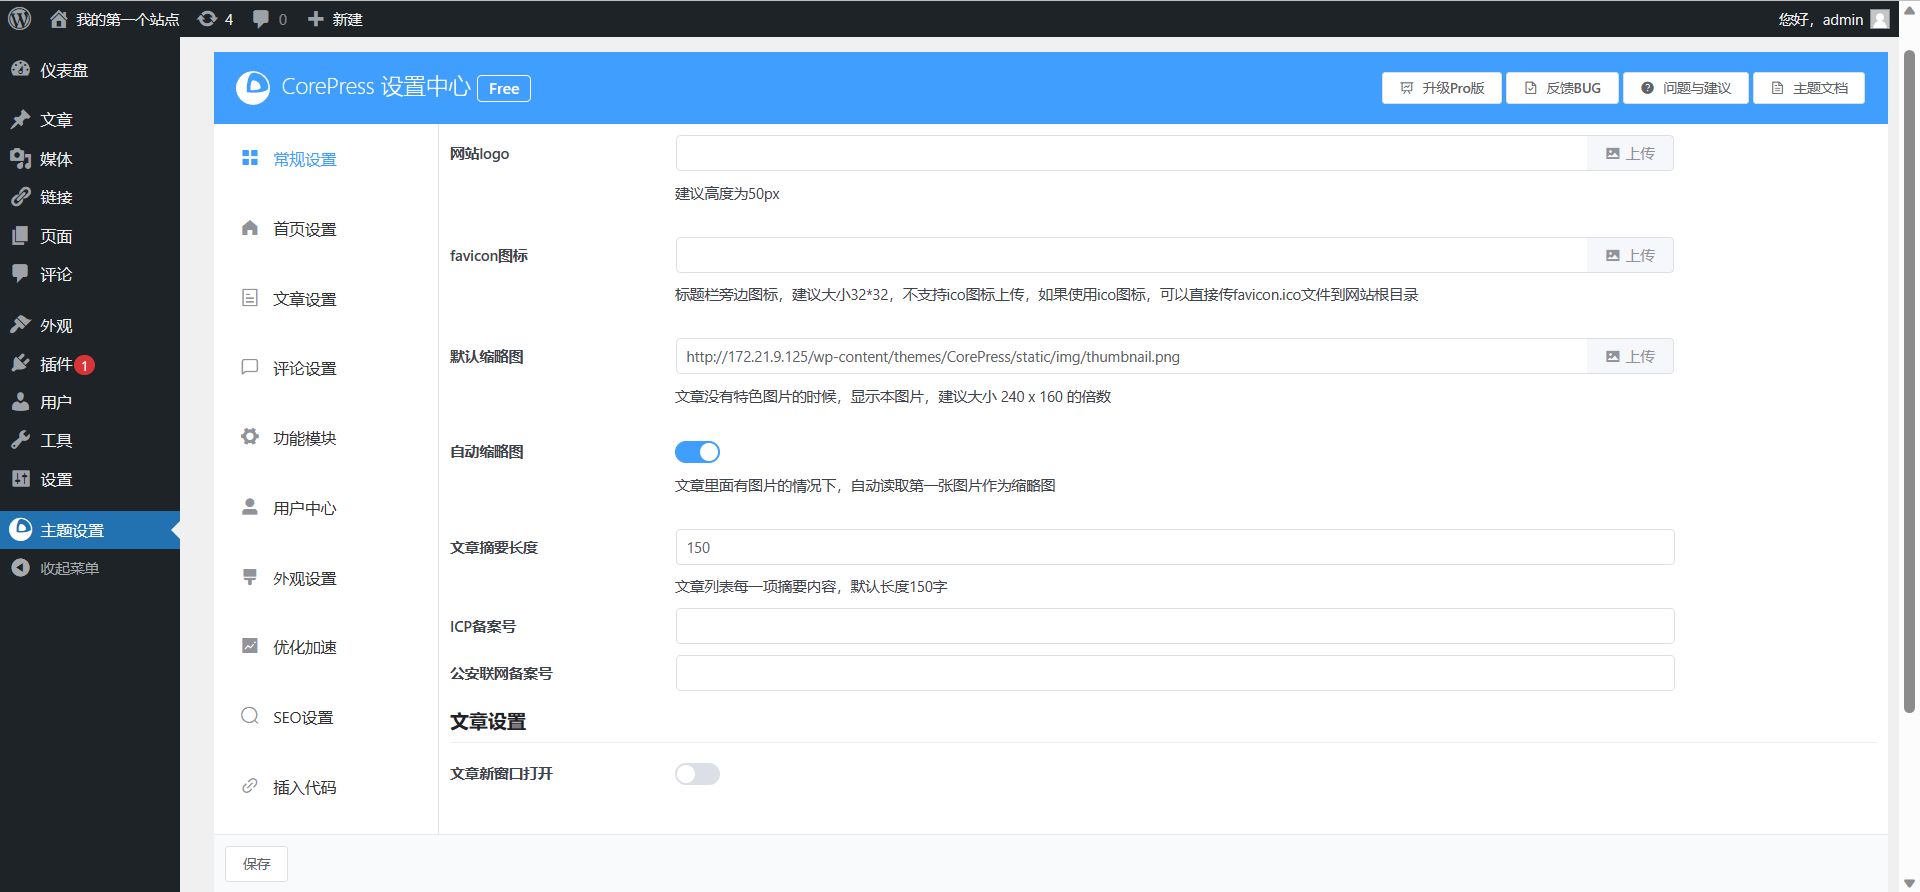 我的第一个站点
4
0
新建
您好，admin
仪表盘
文章
媒体
链接
页面
评论
外观
插件 1
用户
工具
设置
主题设置
收起菜单
CorePress 设置中心 Free
升级Pro版
反馈BUG
问题与建议
主题文档
常规设置
首页设置
文章设置
评论设置
功能模块
用户中心
外观设置
优化加速
SEO设置
插入代码
网站logo
上传
建议高度为50px
favicon图标
上传
标题栏旁边图标，建议大小32*32，不支持ico图标上传，如果使用ico图标，可以直接传favicon.ico文件到网站根目录
默认缩略图
http://172.21.9.125/wp-content/themes/CorePress/static/img/thumbnail.png
上传
文章没有特色图片的时候，显示本图片，建议大小 240 x 160 的倍数
自动缩略图
文章里面有图片的情况下，自动读取第一张图片作为缩略图
文章摘要长度
150
文章列表每一项摘要内容，默认长度150字
ICP备案号
公安联网备案号
文章设置
文章新窗口打开
保存